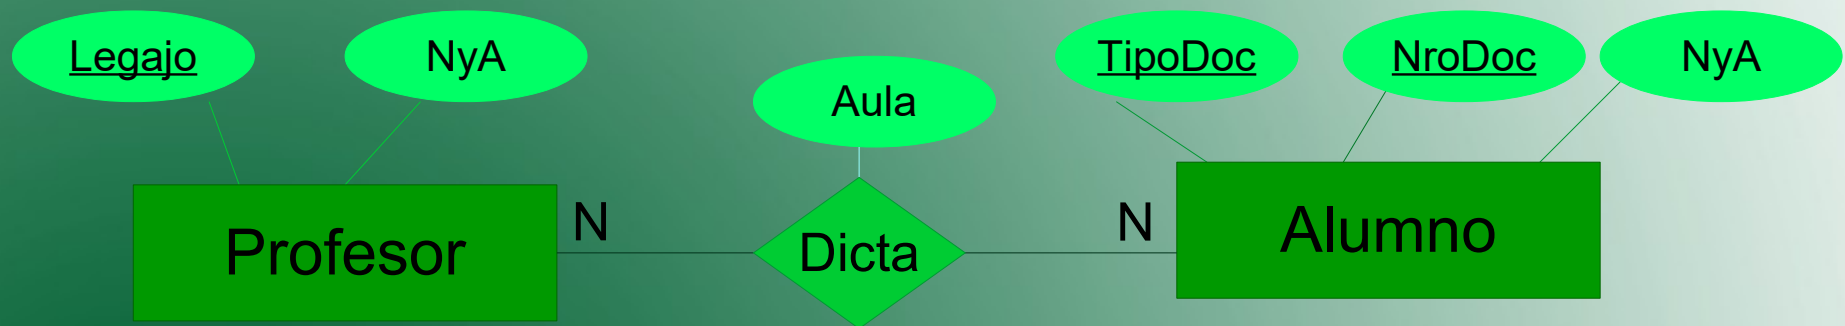 Legajo
NyA
Aula
TipoDoc
NroDoc
NyA
Profesor
N
Dicta
N
Alumno